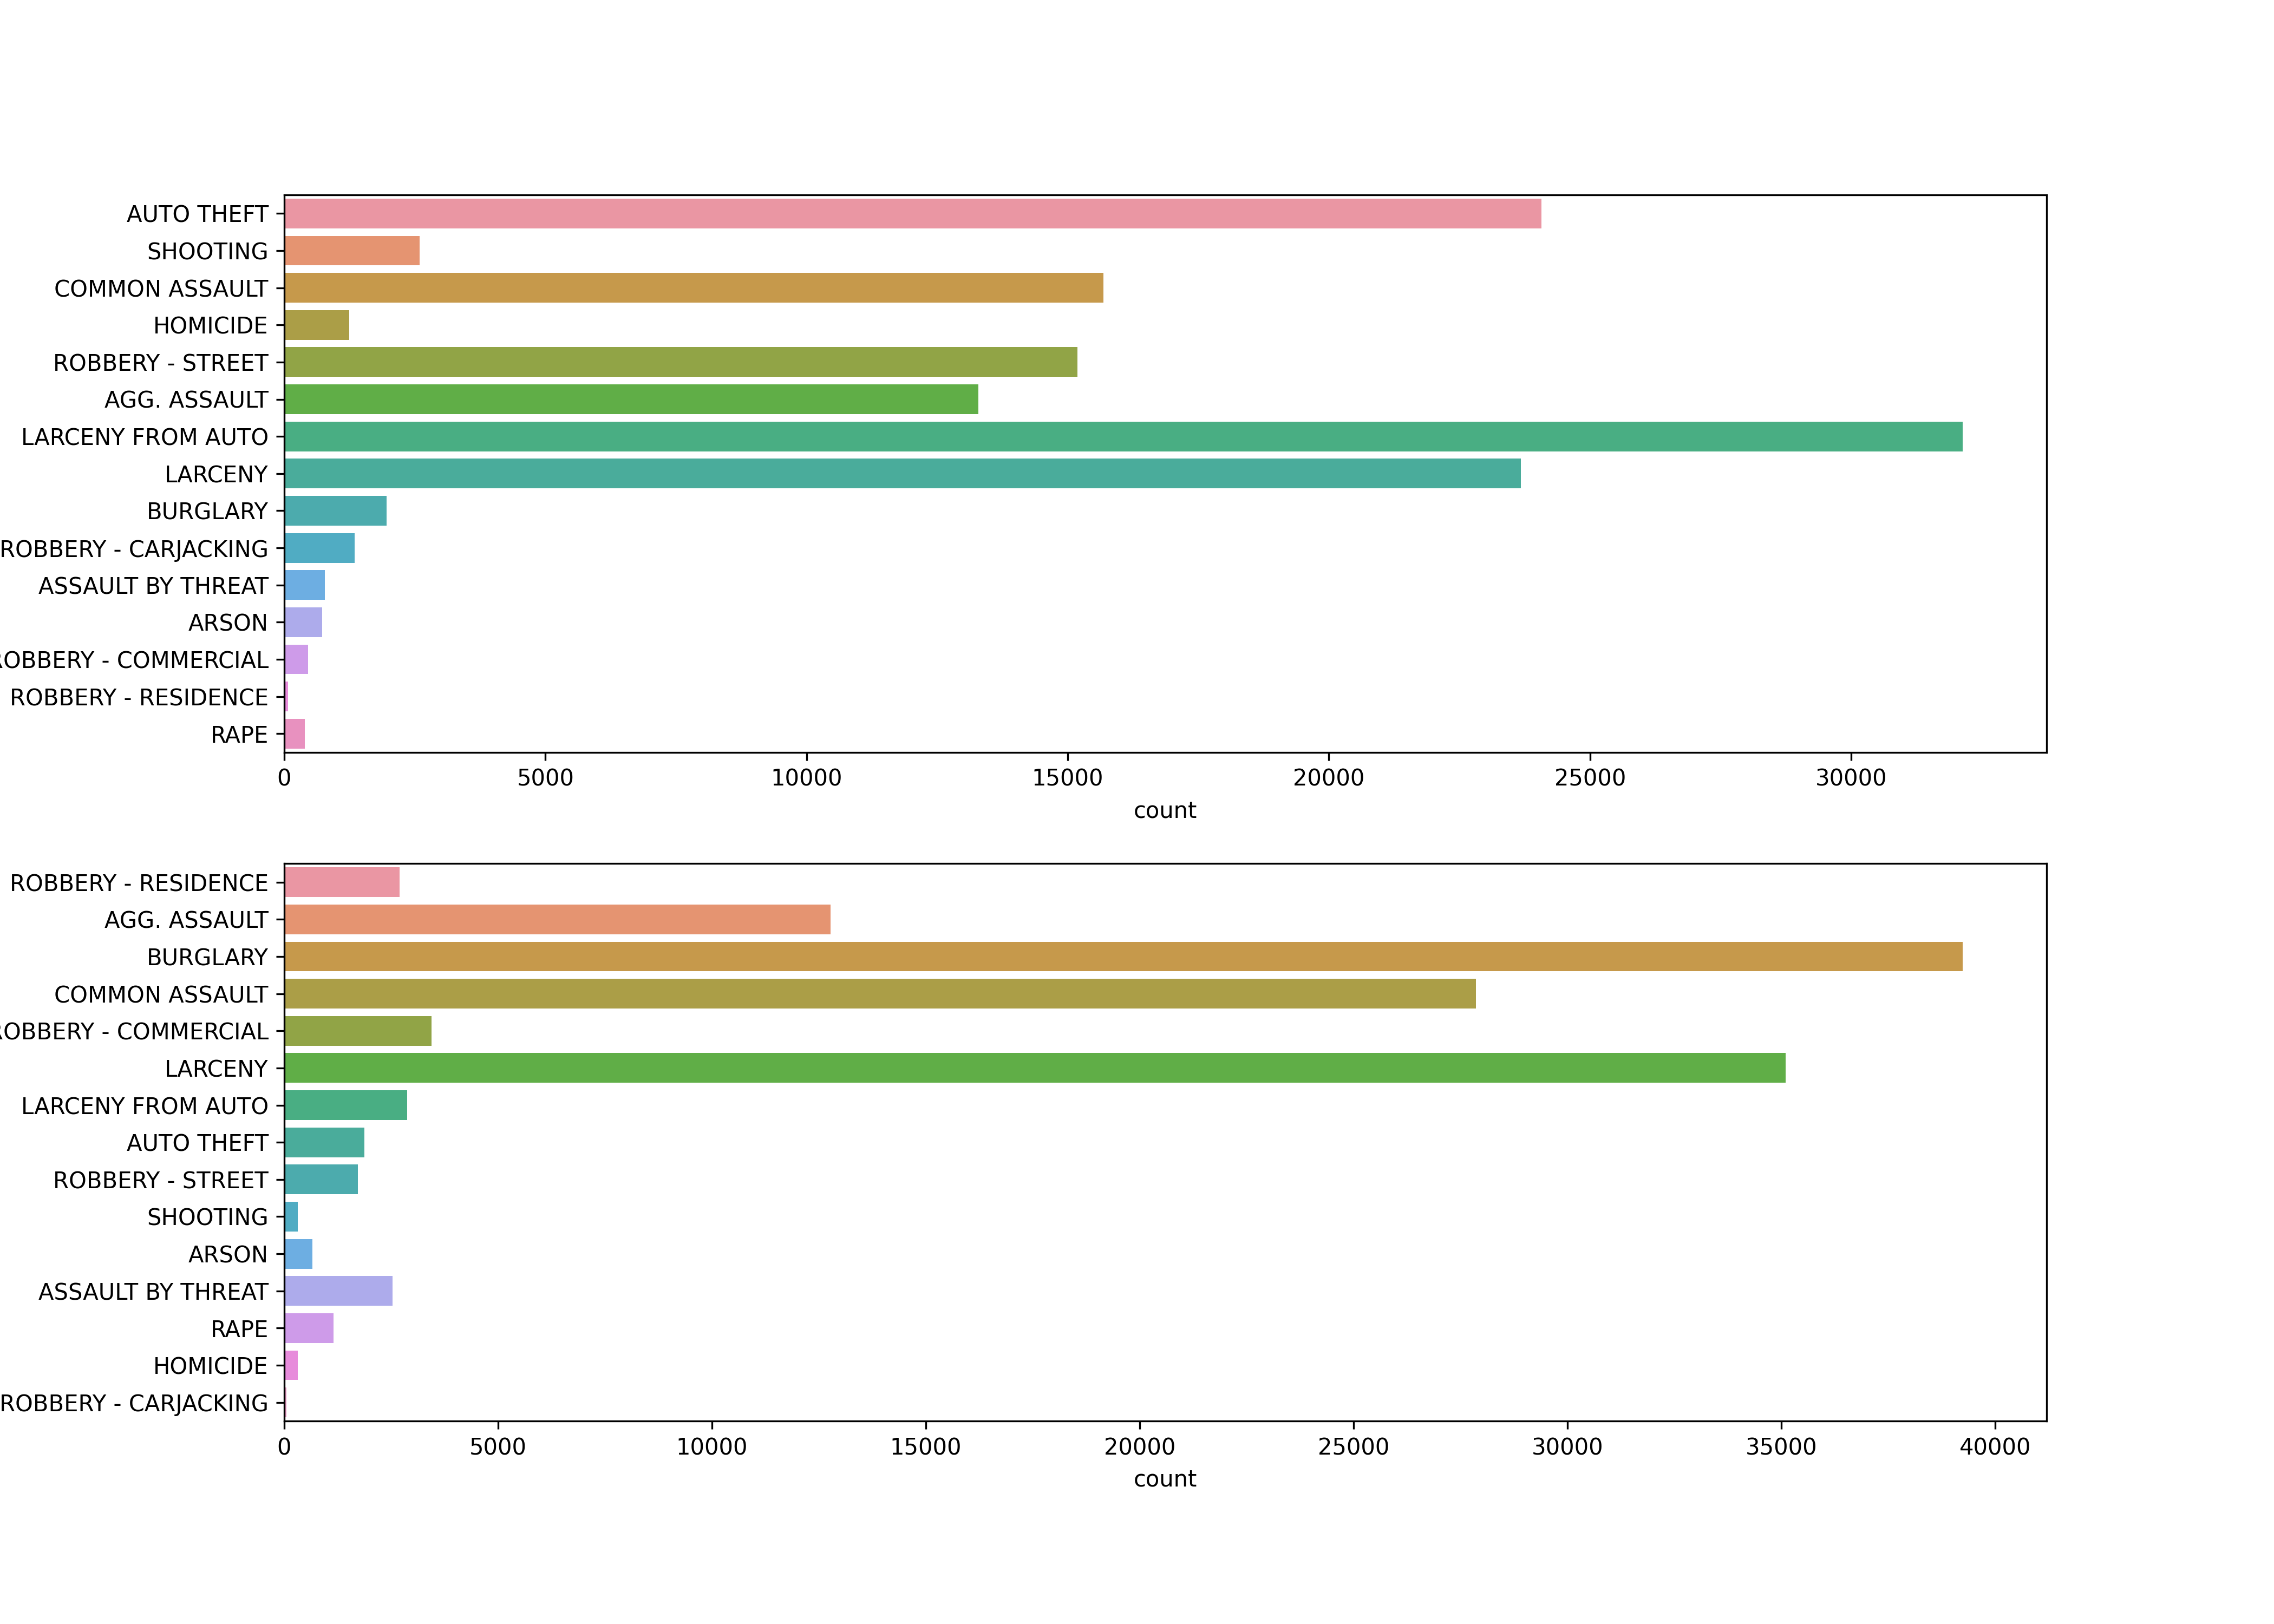 AUTO THEFT
SHOOTING
COMMON ASSAULT
HOMICIDE
ROBBERY - STREET
AGG. ASSAULT
LARCENY FROM AUTO
LARCENY
BURGLARY
ROBBERY - CARJACKING
ASSAULT BY THREAT
ARSON
ROBBERY - COMMERCIAL
ROBBERY - RESIDENCE
RAPE
0 5000 10000 15000 20000 25000 30000
count
ROBBERY - RESIDENCE
AGG. ASSAULT
BURGLARY
COMMON ASSAULT
ROBBERY - COMMERCIAL
LARCENY
LARCENY FROM AUTO
AUTO THEFT
ROBBERY - STREET
SHOOTING
ARSON
ASSAULT BY THREAT
RAPE
HOMICIDE
ROBBERY - CARJACKING
0 5000 10000 15000 20000 25000 30000 35000 40000
count